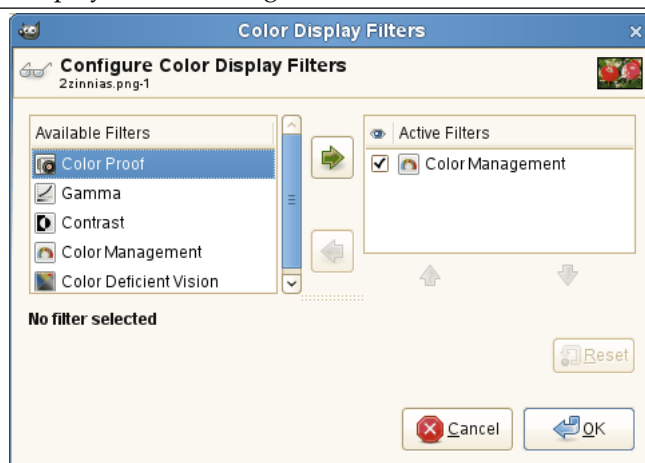 Color Display Filters
Configure Color Display Filters
2zinnias.png-1
Available Filters
Color Proof
Gamma
Contrast
Color Management
Color Deficient Vision
Active Filters
Color Management
No filter selected
Reset
Cancel
OK